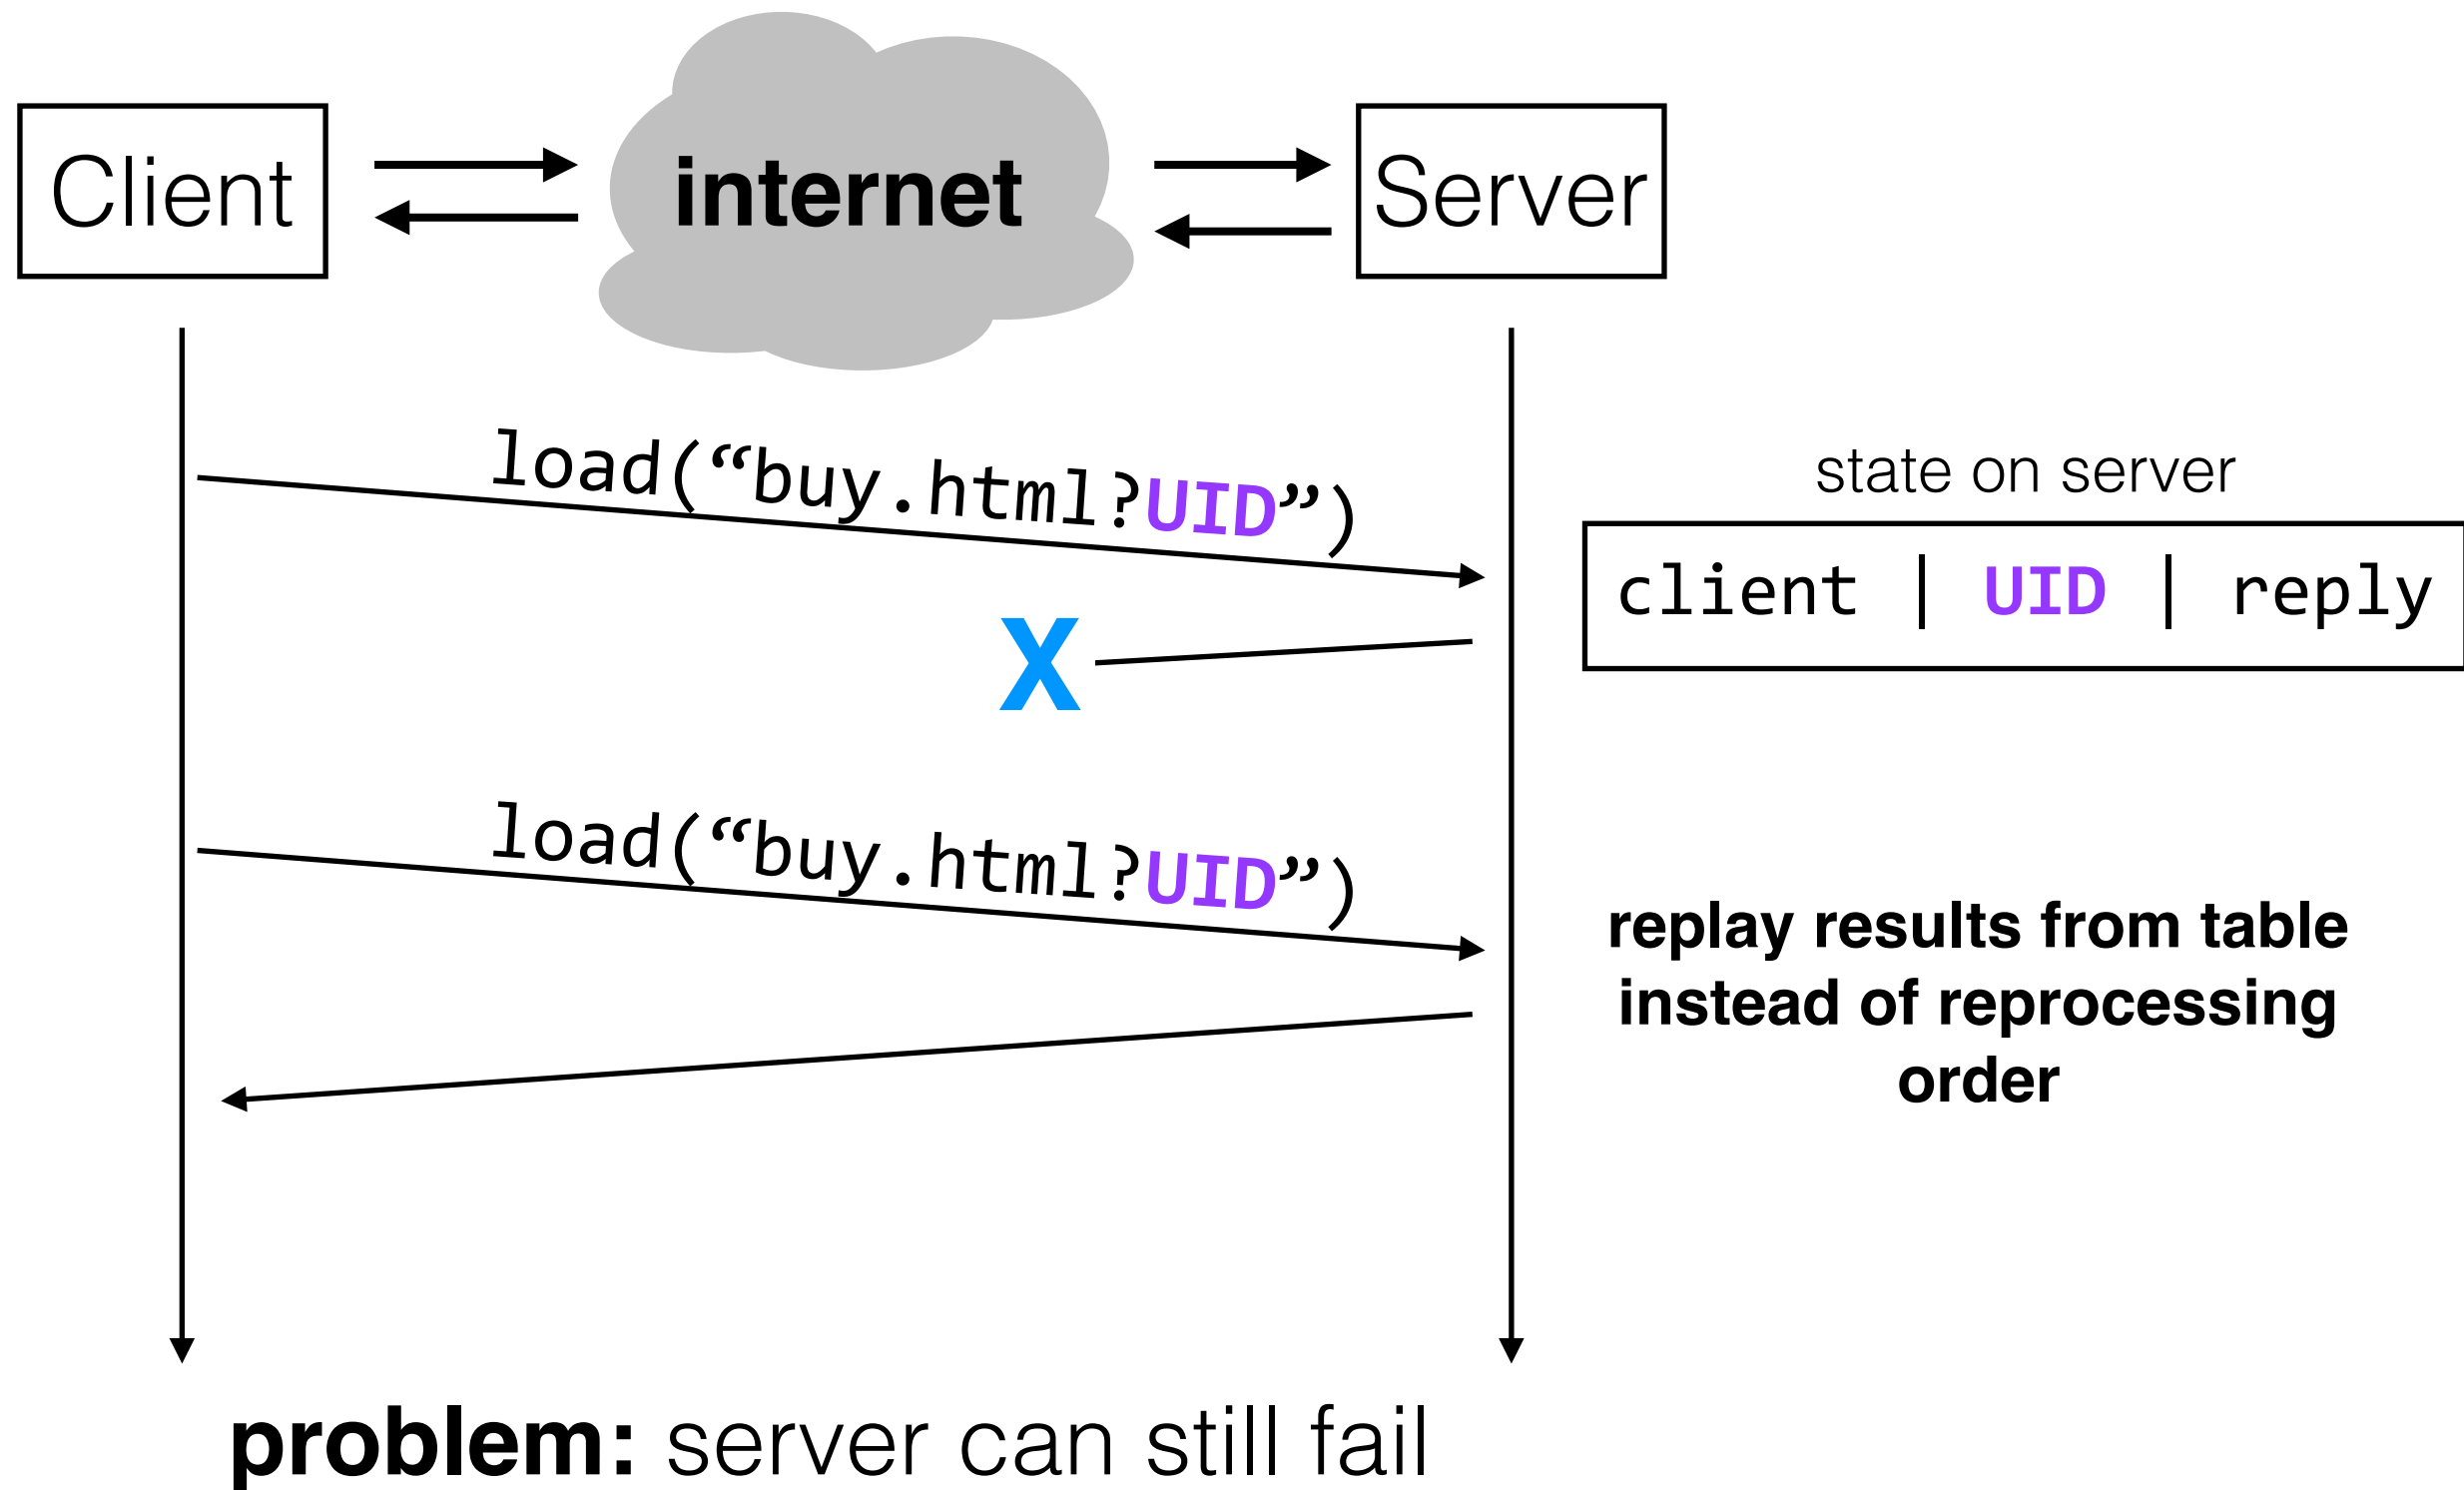 Client
internet
Server
load(“buy.html?UID”)
state on server
client | UID | reply
X
load(“buy.html?UID”)
replay results from table
instead of reprocessing
order
problem: server can still fail